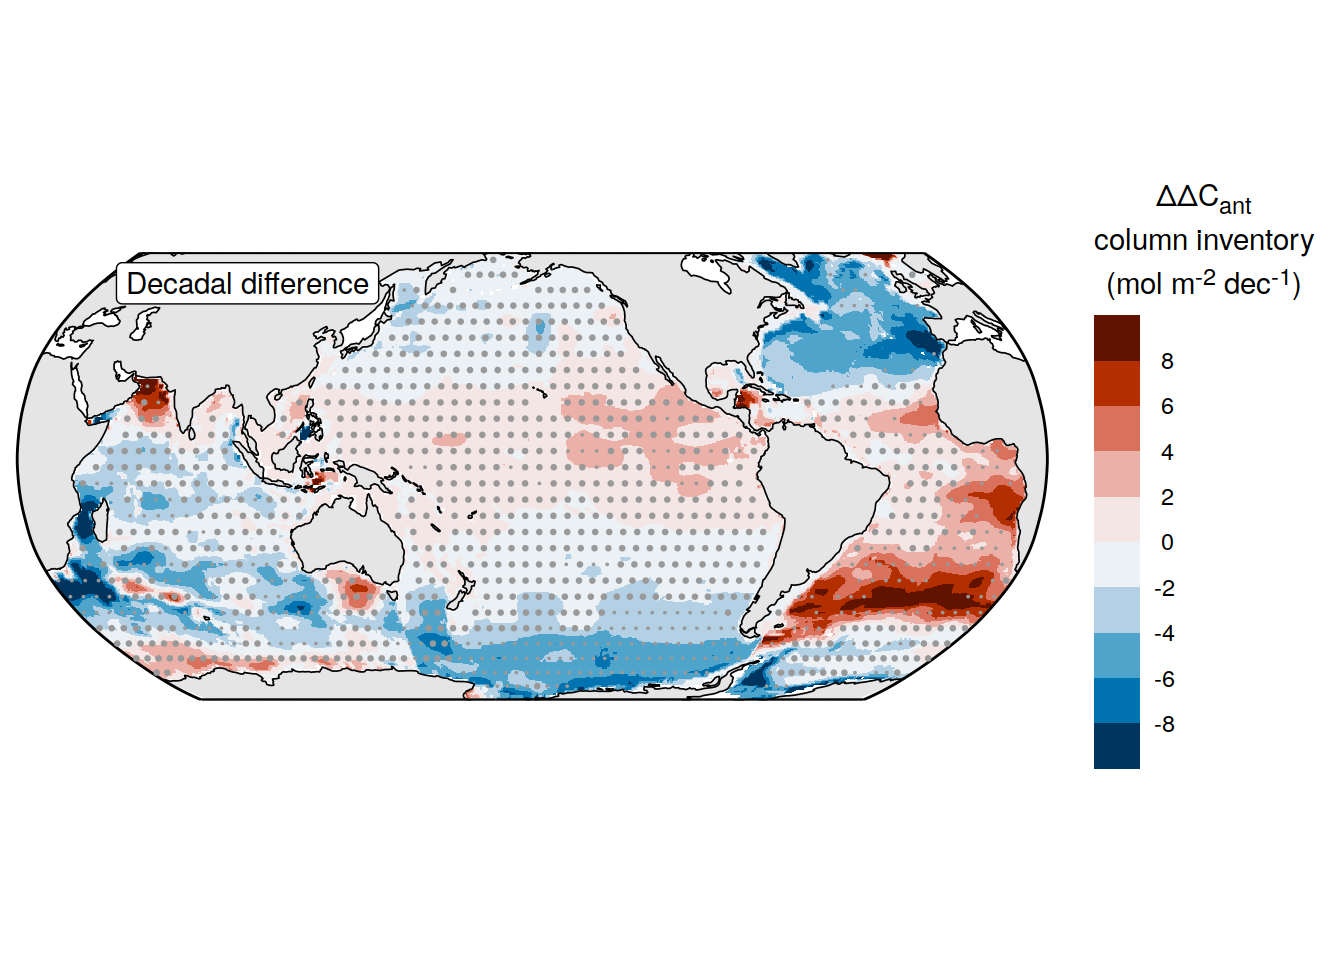 Decadal difference
ΔΔCant
column inventory
(mol m-2 dec-1)
8
6
4
2
0
-2
-4
-6
-8